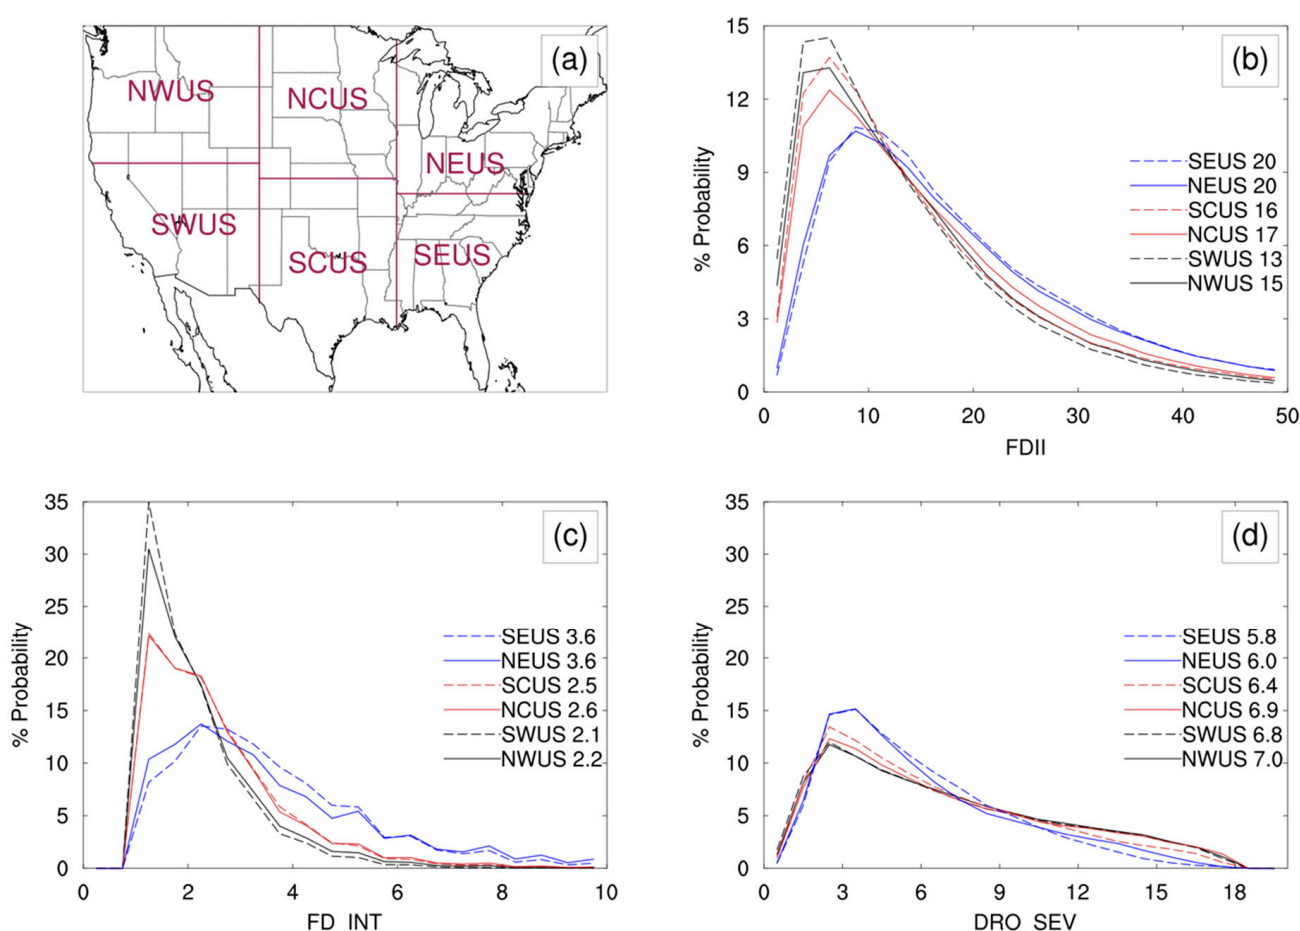 (a)
NWUS
NCUS
NEUS
SWUS
SCUS
SEUS
(b)
15
12
9
6
3
0
% Probability
0 10 20 30 40 50
FDII
SEUS 20
NEUS 20
SCUS 16
NCUS 17
SWUS 13
NWUS 15
(c)
35
30
25
20
15
10
5
0
% Probability
0 2 4 6 8 10
FD INT
SEUS 3.6
NEUS 3.6
SCUS 2.5
NCUS 2.6
SWUS 2.1
NWUS 2.2
(d)
35
30
25
20
15
10
5
0
% Probability
0 3 6 9 12 15 18
DRO SEV
SEUS 5.8
NEUS 6.0
SCUS 6.4
NCUS 6.9
SWUS 6.8
NWUS 7.0